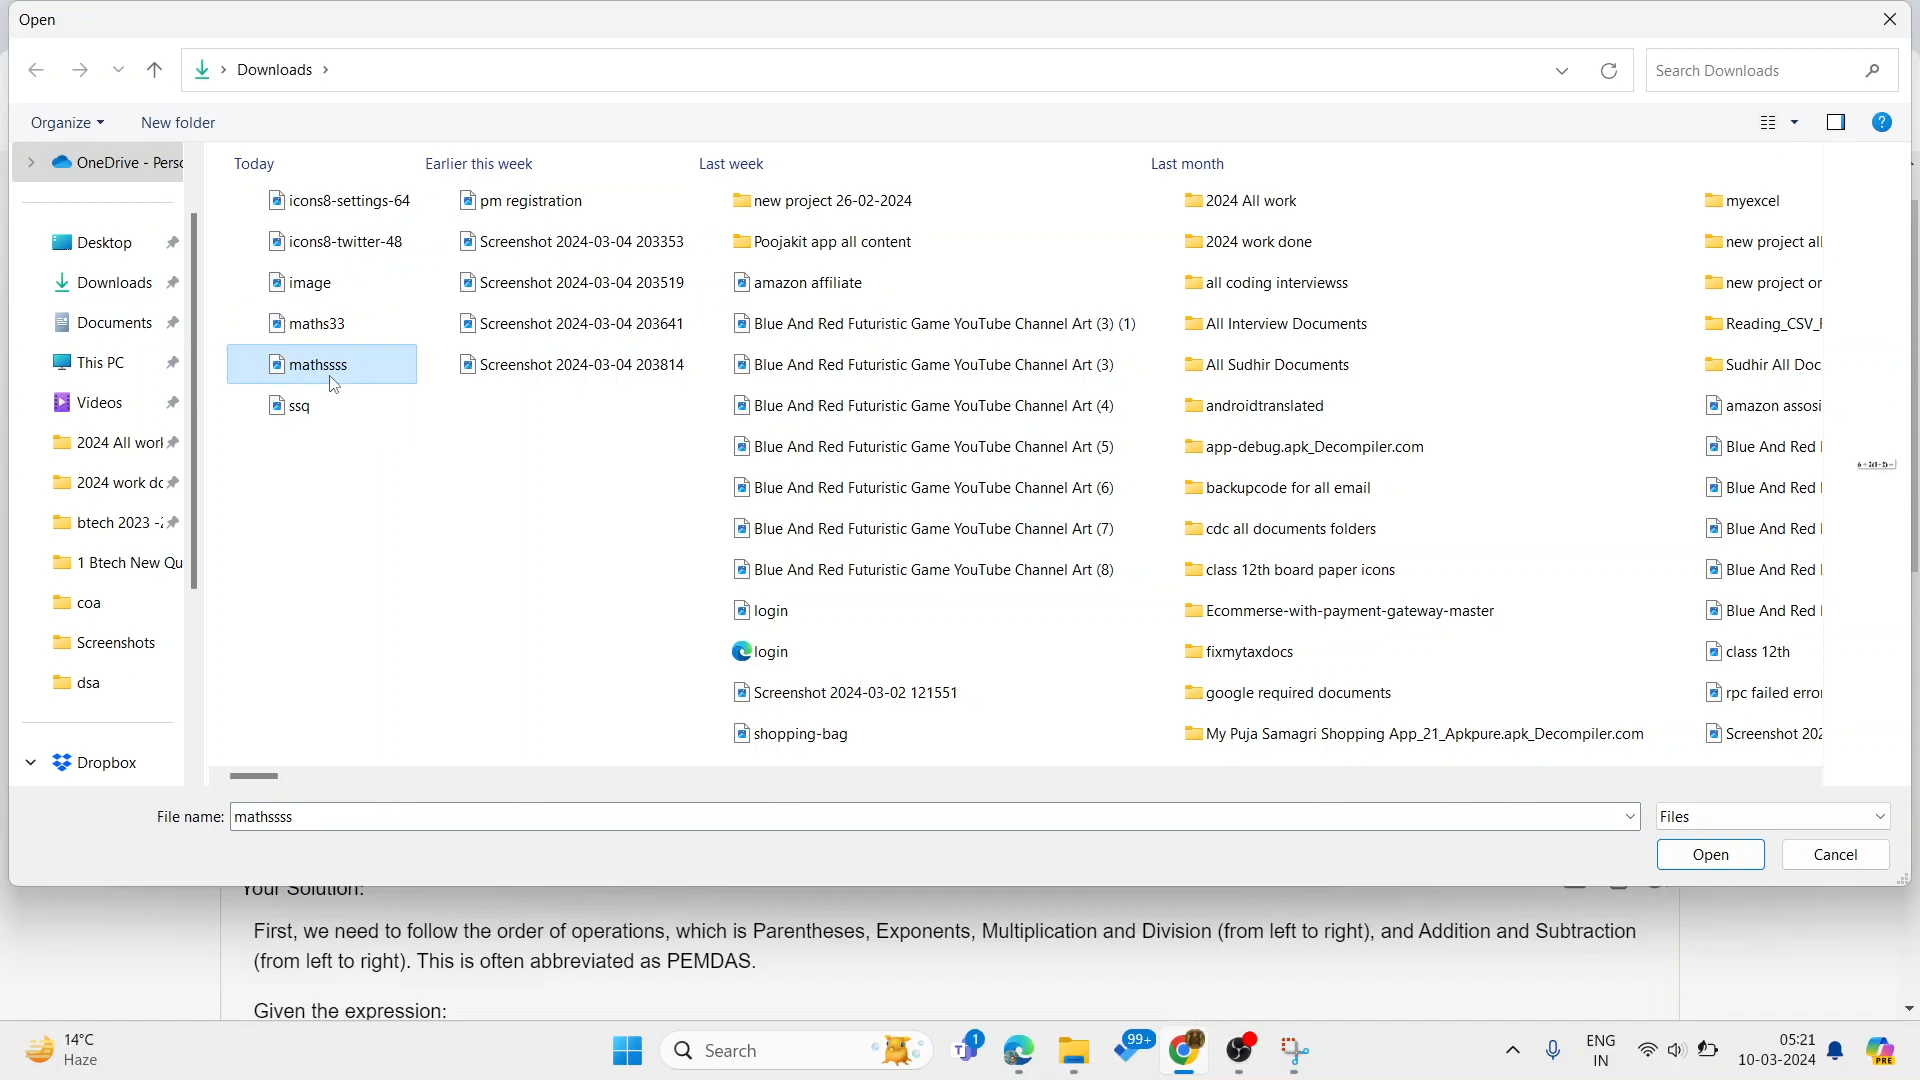 Open
Downloads
Search Downloads
Organize
New folder
OneDrive - Perso
Desktop
Downloads
Documents
This PC
Videos
2024 All work
2024 work dc
btech 2023 -2
1 Btech New Qu
coa
Screenshots
dsa
Dropbox
Today
icons8-settings-64
icons8-twitter-48
image
maths33
mathssss
ssq
Earlier this week
pm registration
Screenshot 2024-03-04 203353
Screenshot 2024-03-04 203519
Screenshot 2024-03-04 203641
Screenshot 2024-03-04 203814
Last week
new project 26-02-2024
Poojakit app all content
amazon affiliate
Blue And Red Futuristic Game YouTube Channel Art (3) (1)
Blue And Red Futuristic Game YouTube Channel Art (3)
Blue And Red Futuristic Game YouTube Channel Art (4)
Blue And Red Futuristic Game YouTube Channel Art (5)
Blue And Red Futuristic Game YouTube Channel Art (6)
Blue And Red Futuristic Game YouTube Channel Art (7)
Blue And Red Futuristic Game YouTube Channel Art (8)
login
login
Screenshot 2024-03-02 121551
shopping-bag
Last month
2024 All work
2024 work done
all coding interviewss
All Interview Documents
All Sudhir Documents
androidtranslated
app-debug.apk_Decompiler.com
backupcode for all email
cdc all documents folders
class 12th board paper icons
Ecommerse-with-payment-gateway-master
fixmytaxdocs
google required documents
My Puja Samagri Shopping App_21_Apkpure.apk_Decompiler.com
myexcel
new project all
new project or
Reading_CSV_F
Sudhir All Doc
amazon assosi
Blue And Red
Blue And Red
Blue And Red
Blue And Red
Blue And Red
class 12th
rpc failed error
Screenshot 202
File name: mathssss
Files
Open
Cancel
Your Solution:
First, we need to follow the order of operations, which is Parentheses, Exponents, Multiplication and Division (from left to right), and Addition and Subtraction
(from left to right). This is often abbreviated as PEMDAS.
Given the expression:
14°C
Haze
Search
1
99+
ENG
IN
05:21
10-03-2024
PRE